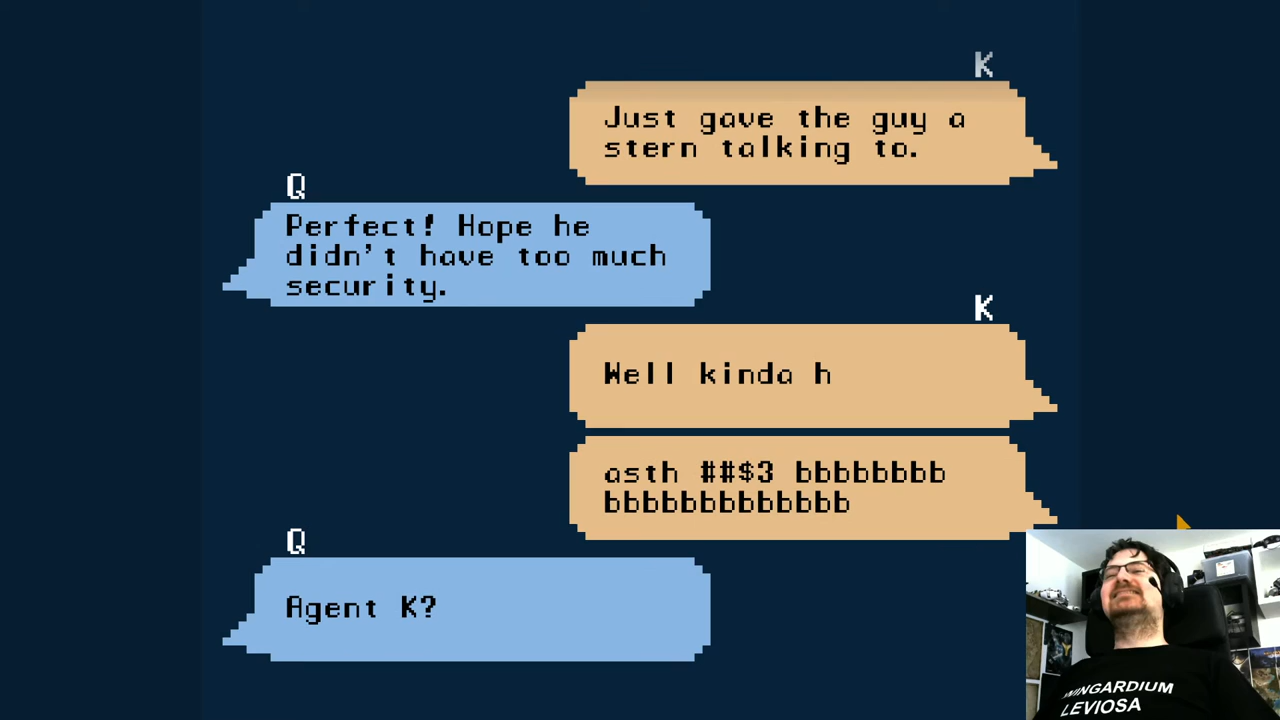 K
Just gave the guy a
stern talking to.
Q
Perfect! Hope he
didn't have too much
security.
K
Well kinda h
asth ##$3 bbbbbbbb
bbbbbbbbbbbbb
Q
Agent K?
WINGARDIUM
LEVIOSA